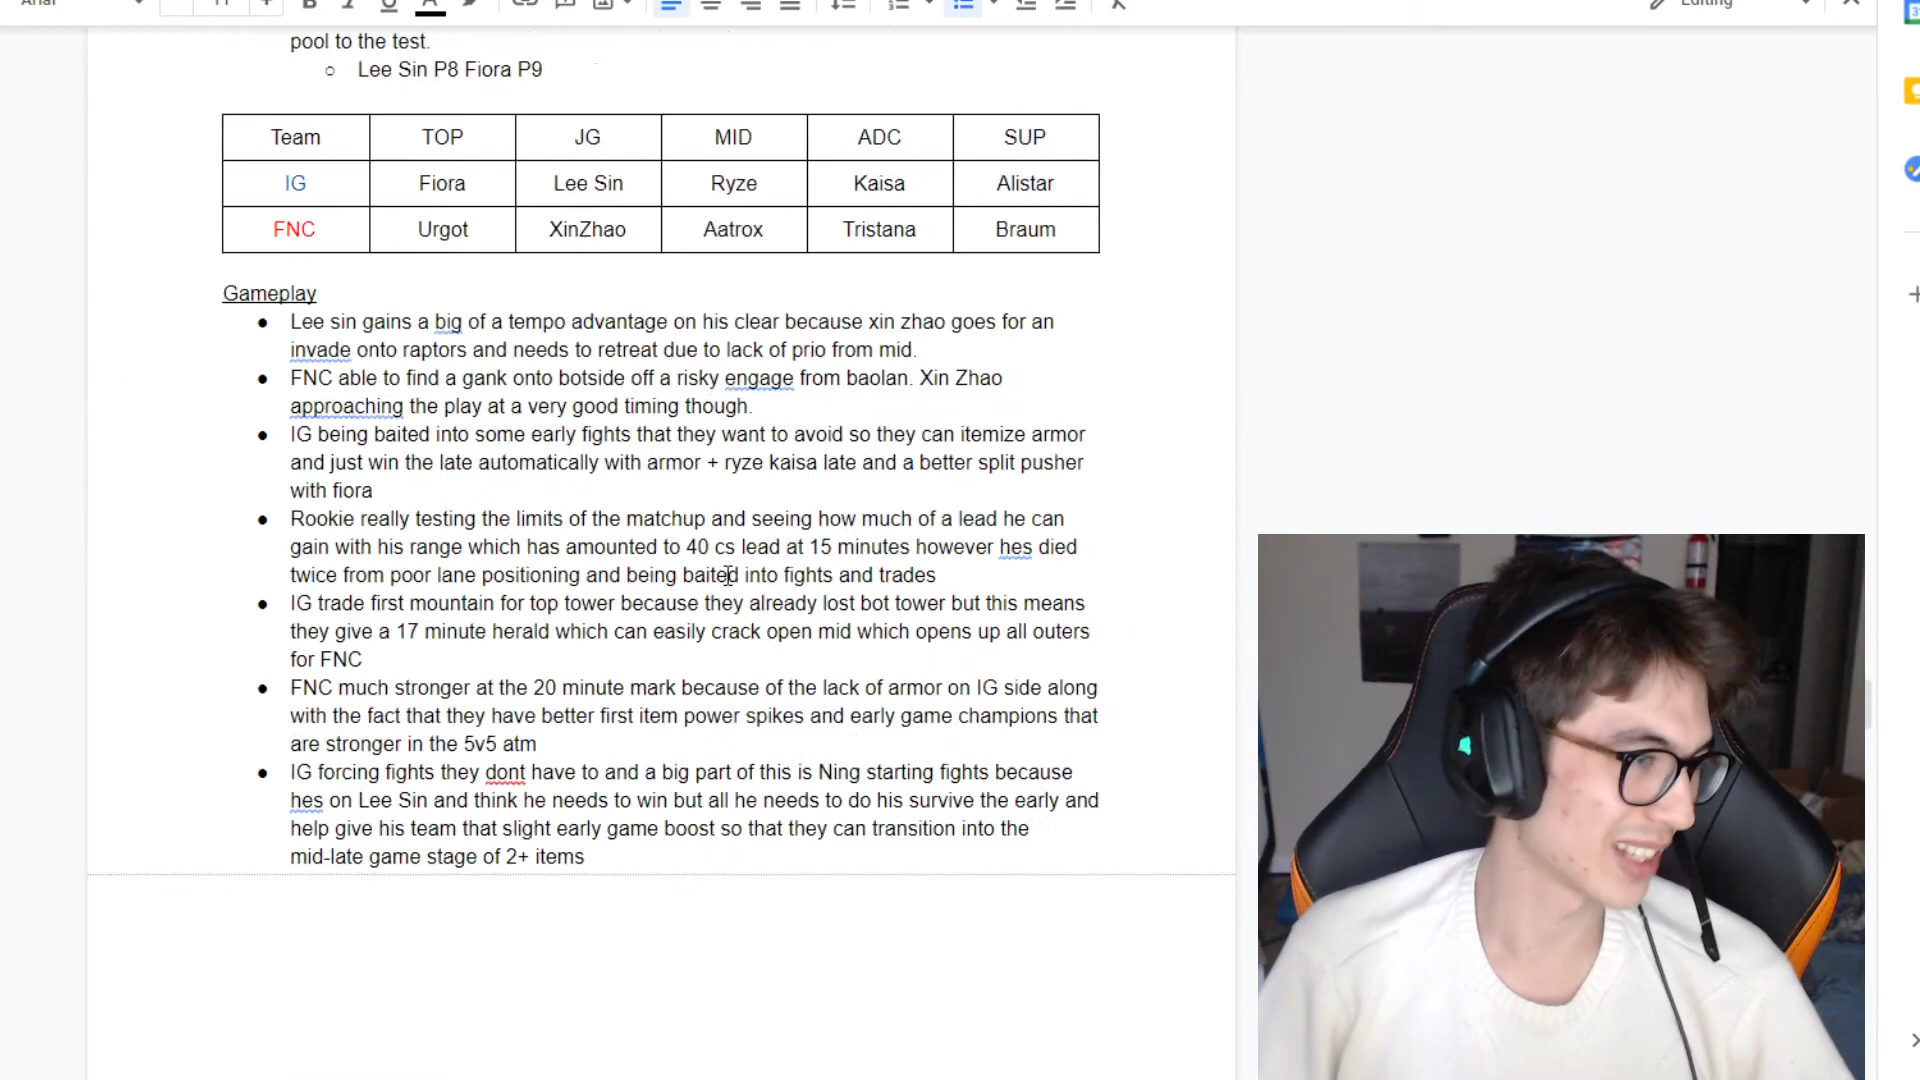 Arial
11
Editing
pool to the test.
Lee Sin P8 Fiora P9
Team TOP JG MID ADC SUP
IG Fiora Lee Sin Ryze Kaisa Alistar
FNC Urgot XinZhao Aatrox Tristana Braum
Gameplay
Lee sin gains a big of a tempo advantage on his clear because xin zhao goes for an
invade onto raptors and needs to retreat due to lack of prio from mid.
FNC able to find a gank onto botside off a risky engage from baolan. Xin Zhao
approaching the play at a very good timing though.
IG being baited into some early fights that they want to avoid so they can itemize armor
and just win the late automatically with armor + ryze kaisa late and a better split pusher
with fiora
Rookie really testing the limits of the matchup and seeing how much of a lead he can
gain with his range which has amounted to 40 cs lead at 15 minutes however hes died
twice from poor lane positioning and being baited into fights and trades
IG trade first mountain for top tower because they already lost bot tower but this means
they give a 17 minute herald which can easily crack open mid which opens up all outers
for FNC
FNC much stronger at the 20 minute mark because of the lack of armor on IG side along
with the fact that they have better first item power spikes and early game champions that
are stronger in the 5v5 atm
IG forcing fights they dont have to and a big part of this is Ning starting fights because
hes on Lee Sin and think he needs to win but all he needs to do his survive the early and
help give his team that slight early game boost so that they can transition into the
mid-late game stage of 2+ items